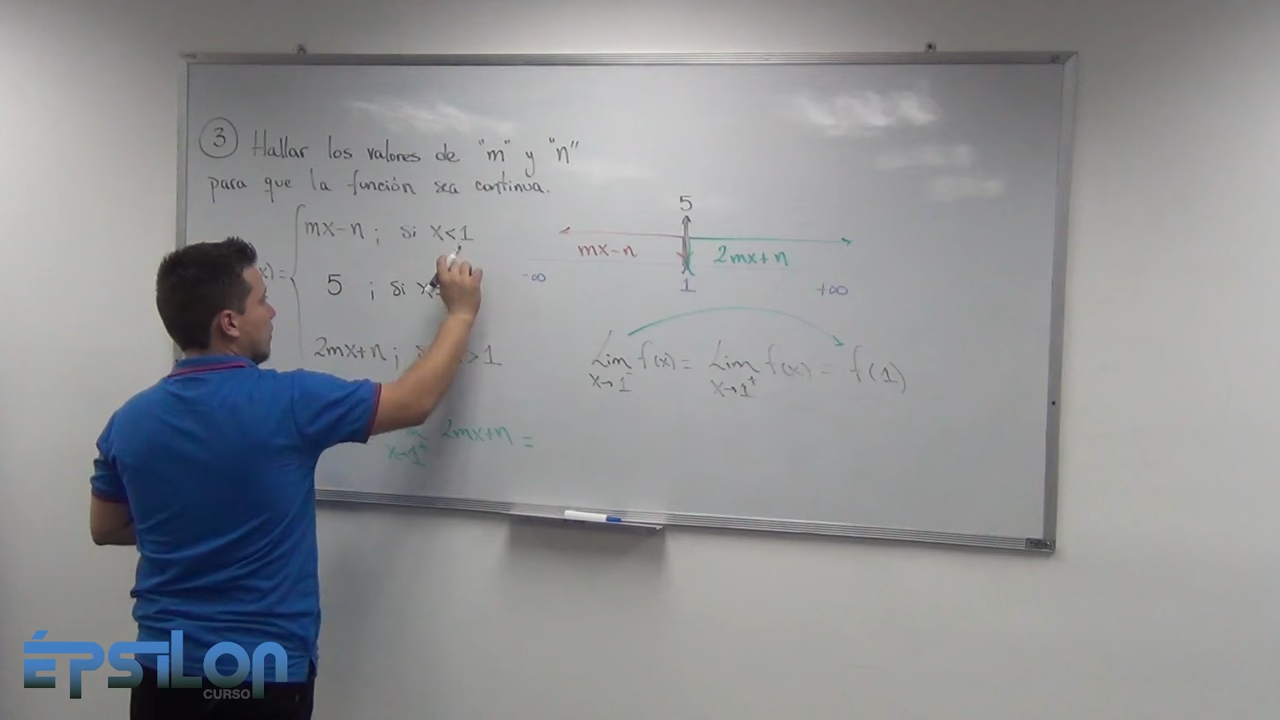 3 Hallar los valores de "m" y "n"
para que la función sea continua.
x) =
mx-n ; si x<1
5 ; si x
2mx+n ; >1
x→1⁺ 2mx+n =
5
mx-n 2mx+n
-∞ 1 +∞
Lim f(x) = Lim f(x) = f(1)
x→1⁻ x→1⁺
ÉPSILON
CURSO